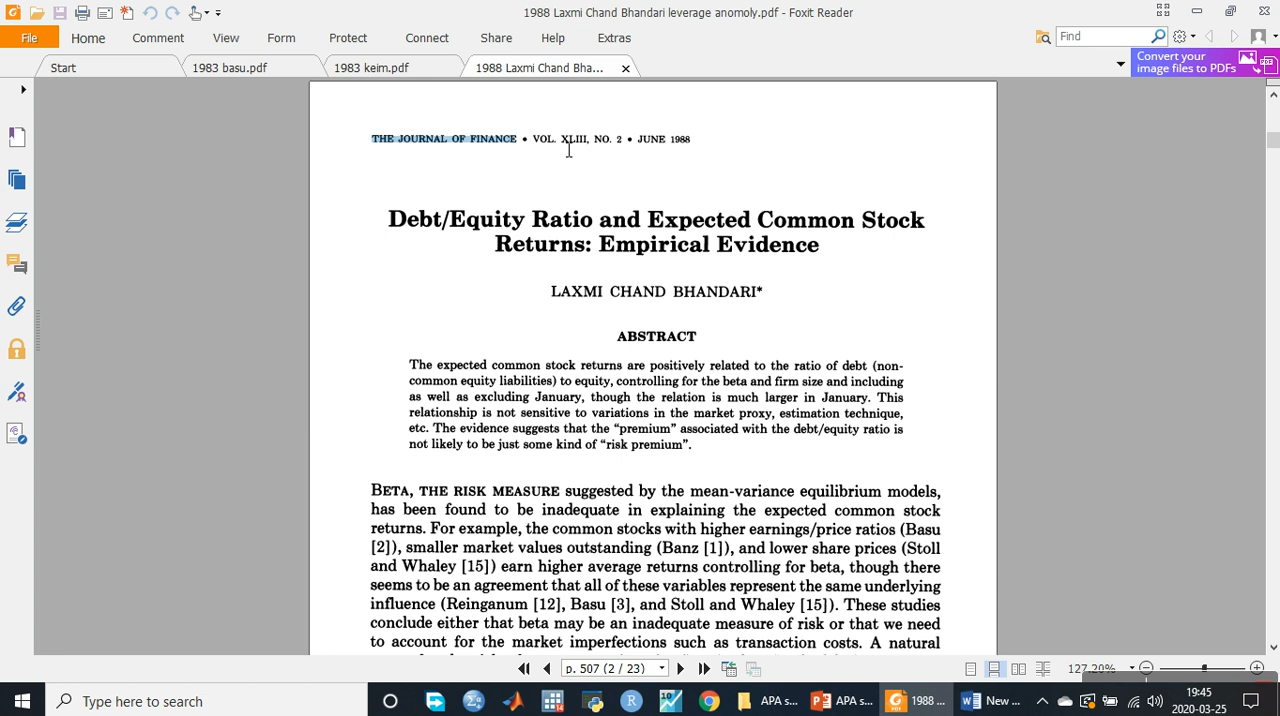 1988 Laxmi Chand Bhandari leverage anomoly.pdf - Foxit Reader
File Home Comment View Form Protect Connect Share Help Extras Find
Start 1983 basu.pdf 1983 keim.pdf 1988 Laxmi Chand Bha...
Convert your
image files to PDFs
THE JOURNAL OF FINANCE • VOL. XLIII, NO. 2 • JUNE 1988
Debt/Equity Ratio and Expected Common Stock
Returns: Empirical Evidence
LAXMI CHAND BHANDARI*
ABSTRACT
The expected common stock returns are positively related to the ratio of debt (non-
common equity liabilities) to equity, controlling for the beta and firm size and including
as well as excluding January, though the relation is much larger in January. This
relationship is not sensitive to variations in the market proxy, estimation technique,
etc. The evidence suggests that the “premium” associated with the debt/equity ratio is
not likely to be just some kind of “risk premium”.
BETA, THE RISK MEASURE suggested by the mean-variance equilibrium models,
has been found to be inadequate in explaining the expected common stock
returns. For example, the common stocks with higher earnings/price ratios (Basu
[2]), smaller market values outstanding (Banz [1]), and lower share prices (Stoll
and Whaley [15]) earn higher average returns controlling for beta, though there
seems to be an agreement that all of these variables represent the same underlying
influence (Reinganum [12], Basu [3], and Stoll and Whaley [15]). These studies
conclude either that beta may be an inadequate measure of risk or that we need
to account for the market imperfections such as transaction costs. A natural
p. 507 (2 / 23) 127.20%
Type here to search APA s... APA s... 1988 ... New ... 19:45
2020-03-25